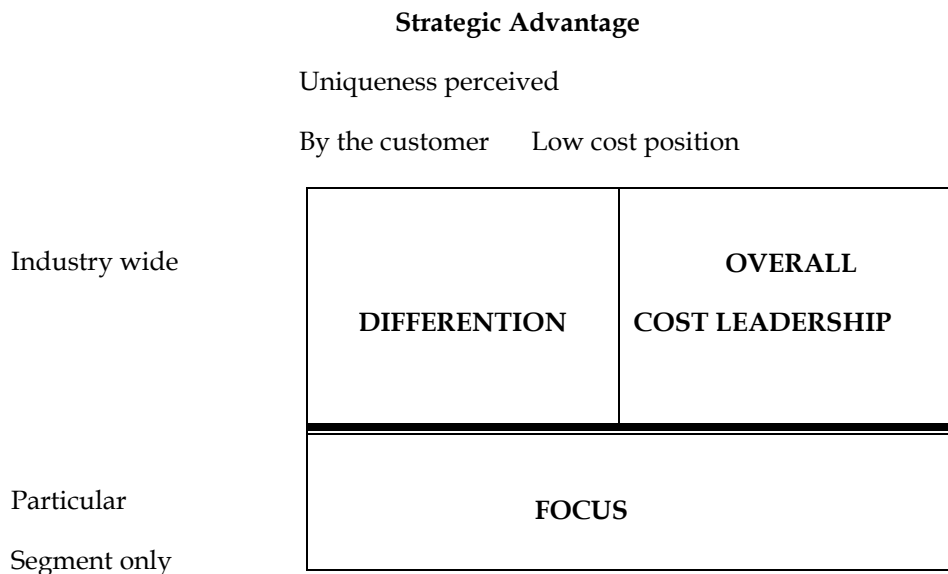 Strategic Advantage
Uniqueness perceived
By the customer Low cost position
Industry wide
OVERALL
DIFFERENTION
COST LEADERSHIP
Particular
FOCUS
Segment only